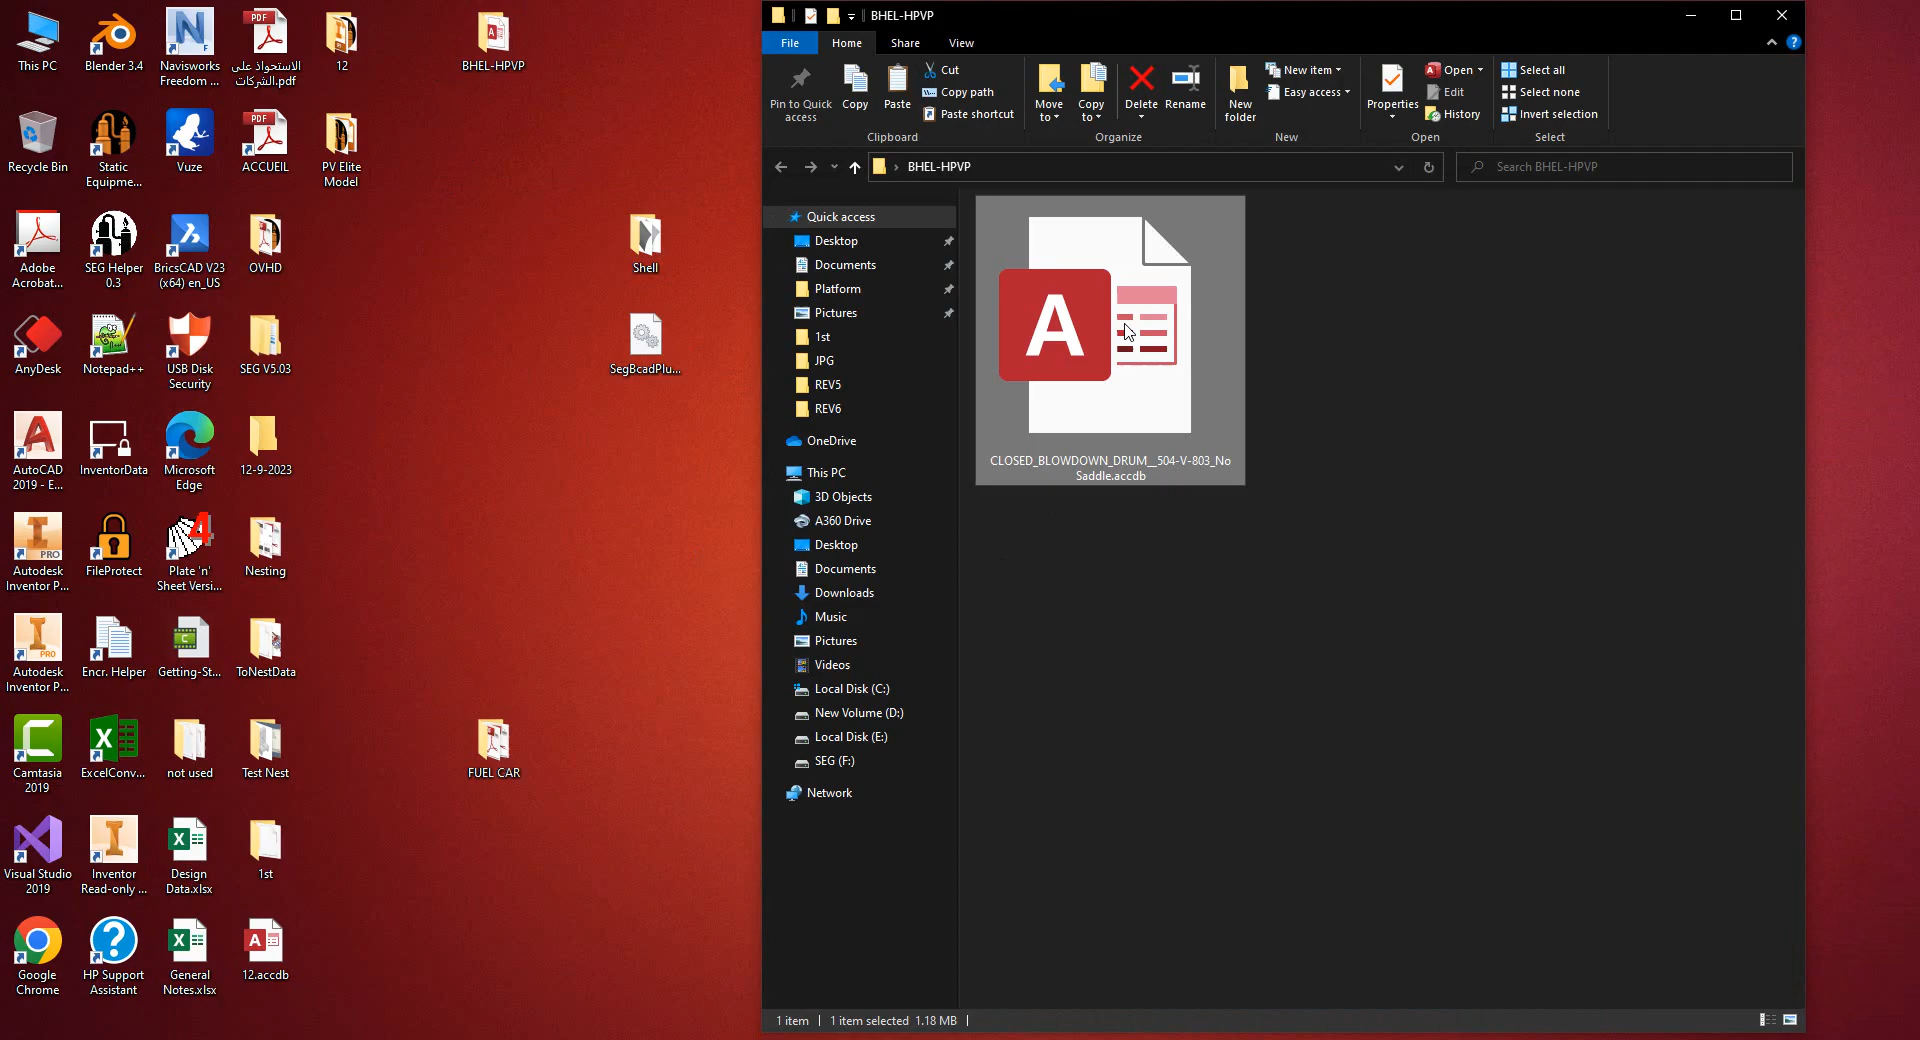 This PC
Blender 3.4
Navisworks
Freedom ...
PDF
الاستحواذ على
الشركات.pdf
12
BHEL-HPVP
Recycle Bin
Static
Equipme...
Vuze
PDF
ACCUEIL
PV Elite
Model
Adobe
Acrobat...
SEG Helper
0.3
BricsCAD V23
(x64) en_US
OVHD
Shell
AnyDesk
Notepad++
USB Disk
Security
SEG V5.03
SegBcadPlu...
AutoCAD
2019 - E...
InventorData
Microsoft
Edge
12-9-2023
PRO
Autodesk
Inventor P...
FileProtect
4
Plate 'n'
Sheet Versi...
Nesting
PRO
Autodesk
Inventor P...
Encr. Helper
Getting-St...
ToNestData
Camtasia
2019
ExcelConv...
not used
Test Nest
FUEL CAR
Visual Studio
2019
Inventor
Read-only ...
Design
Data.xlsx
1st
Google
Chrome
HP Support
Assistant
General
Notes.xlsx
12.accdb
BHEL-HPVP
File
Home
Share
View
Pin to Quick
access
Copy
Paste
Cut
Copy path
Paste shortcut
Clipboard
Move
to
Copy
to
Delete
Rename
Organize
New
folder
New item
Easy access
New
Properties
Open
Edit
History
Open
Select all
Select none
Invert selection
Select
BHEL-HPVP
Search BHEL-HPVP
Quick access
Desktop
Documents
Platform
Pictures
1st
JPG
REV5
REV6
OneDrive
This PC
3D Objects
A360 Drive
Desktop
Documents
Downloads
Music
Pictures
Videos
Local Disk (C:)
New Volume (D:)
Local Disk (E:)
SEG (F:)
Network
A
CLOSED_BLOWDOWN_DRUM__504-V-803_No
Saddle.accdb
1 item
1 item selected 1.18 MB